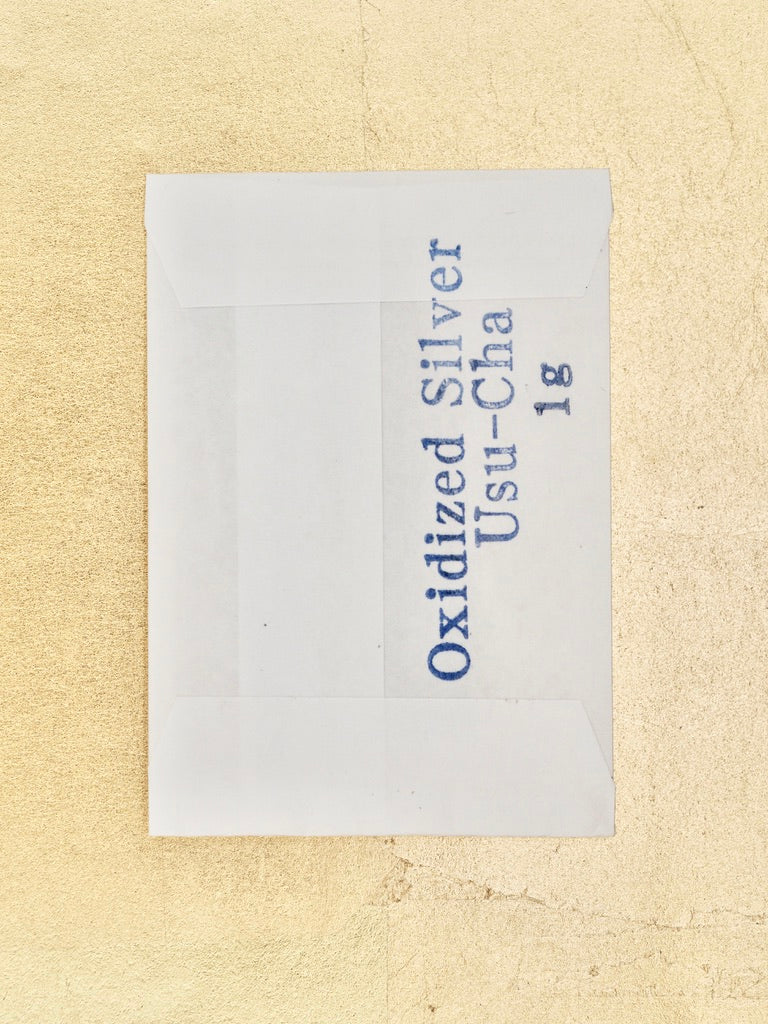 Oxidized Silver
Usu-Cha
1g